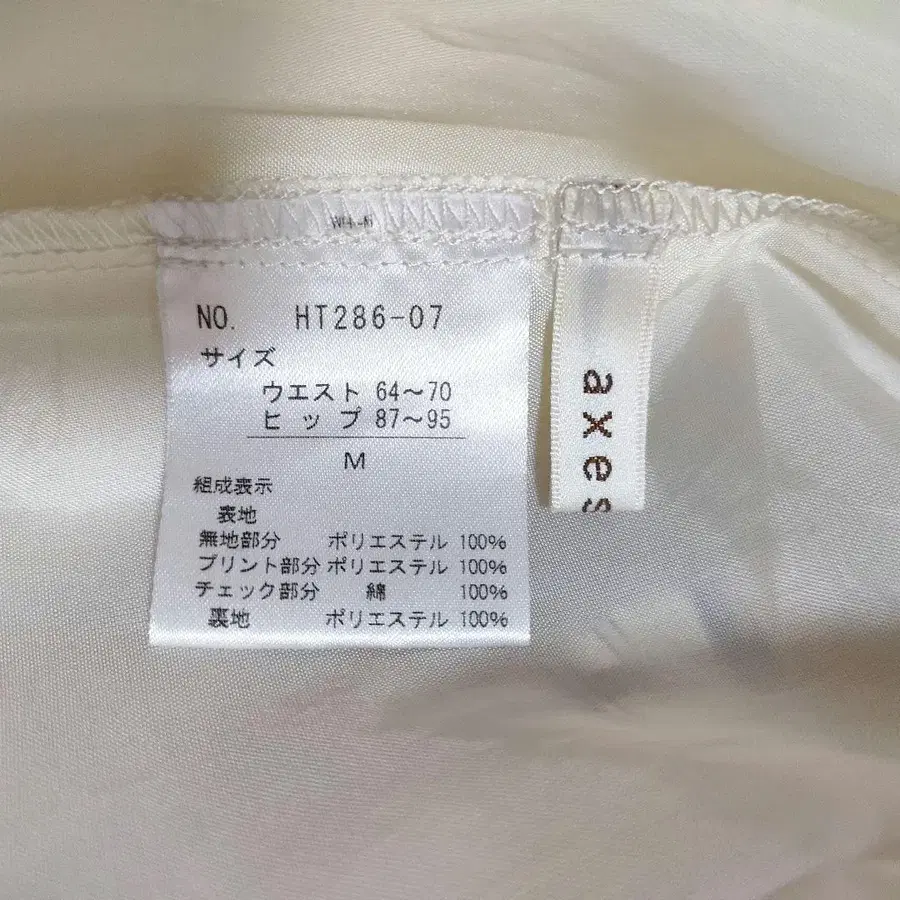 NO. HT286-07
サイズ
ウエスト 64～70
ヒップ 87～95
M
組成表示
表地
無地部分 ポリエステル 100%
プリント部分 ポリエステル 100%
チェック部分 綿 100%
裏地 ポリエステル 100%
axes